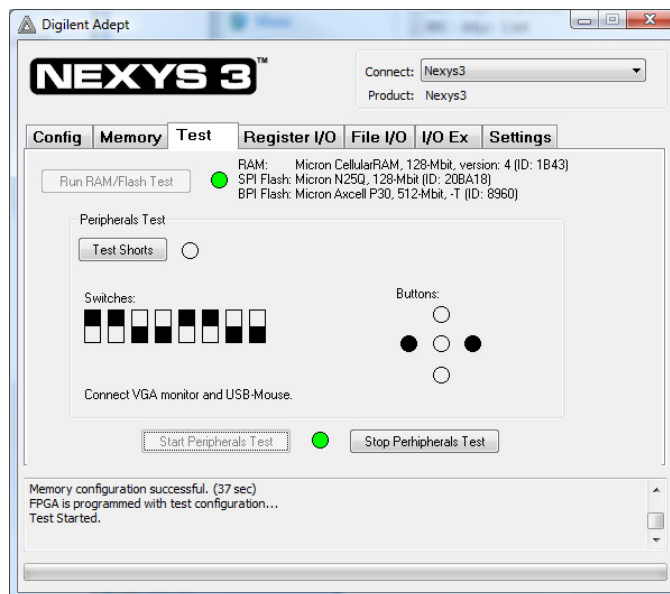 Digilent Adept
NEXYS 3™
Connect: Nexys3
Product: Nexys3
Config Memory Test Register I/O File I/O I/O Ex Settings
Run RAM/Flash Test
RAM: Micron CellularRAM, 128-Mbit, version: 4 (ID: 1B43)
SPI Flash: Micron N25Q, 128-Mbit (ID: 20BA18)
BPI Flash: Micron Axcell P30, 512-Mbit, -T (ID: 8960)
Peripherals Test
Test Shorts
Switches:
Buttons:
Connect VGA monitor and USB-Mouse.
Start Peripherals Test
Stop Perhipherals Test
Memory configuration successful. (37 sec)
FPGA is programmed with test configuration...
Test Started.